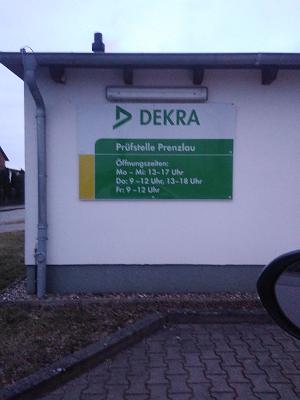 DEKRA
Prüfstelle Prenzlau
Öffnungszeiten:
Mo – Mi: 13–17 Uhr
Do: 9–12 Uhr, 13–18 Uhr
Fr: 9–12 Uhr